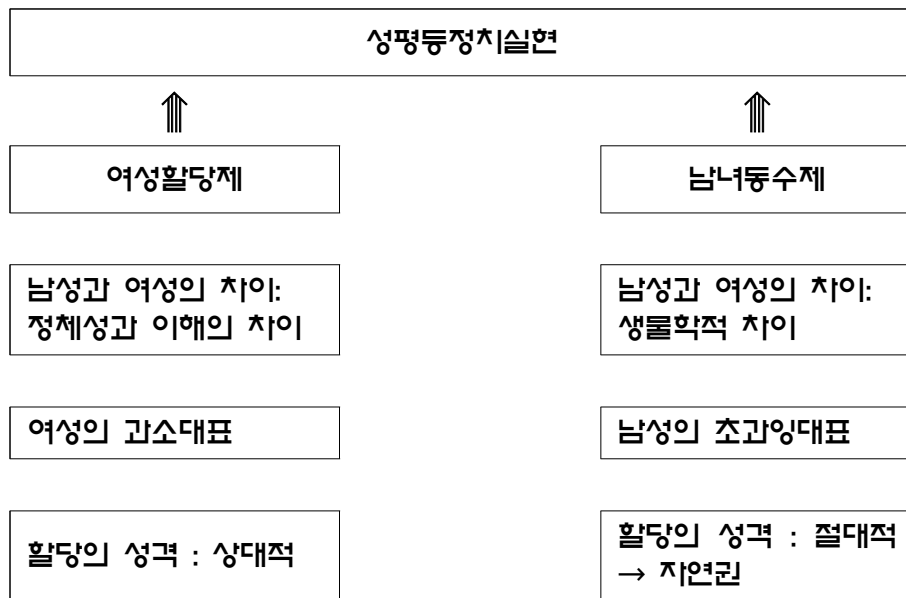 성평등정치실현
여성할당제
남녀동수제
남성과 여성의 차이:
정체성과 이해의 차이
남성과 여성의 차이:
생물학적 차이
여성의 과소대표
남성의 초과잉대표
할당의 성격 : 상대적
할당의 성격 : 절대적
→ 자연권